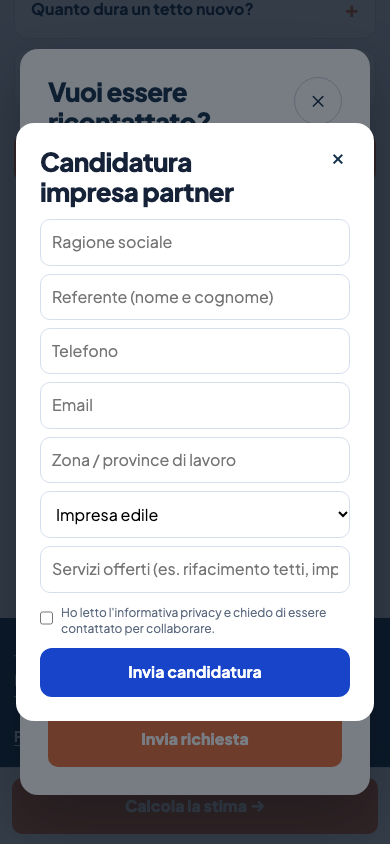 Quanto dura un tetto nuovo?
+
Vuoi essere
ricontattato?
×
Candidatura
impresa partner
×
Ragione sociale
Referente (nome e cognome)
Telefono
Email
Zona / province di lavoro
Impresa edile
Servizi offerti (es. rifacimento tetti, imp
Ho letto l'informativa privacy e chiedo di essere
contattato per collaborare.
Invia candidatura
Invia richiesta
Calcola la stima →